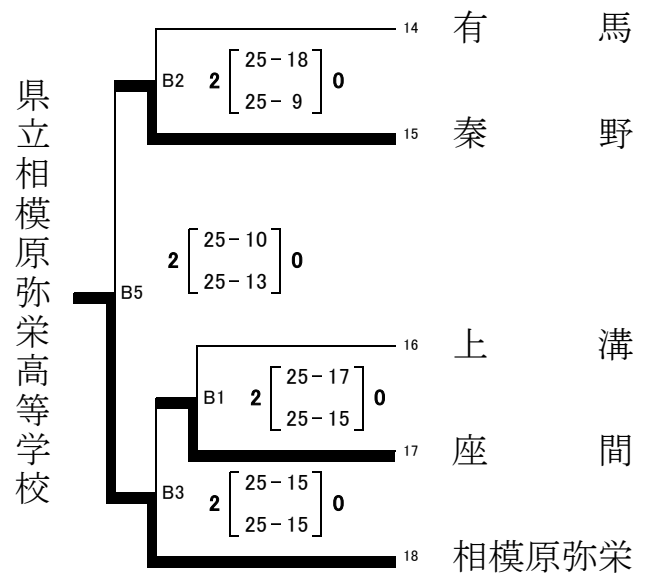 県立相模原弥栄高等学校
14 有馬
B2 2 25-18 0
25- 9
15 秦野
2 25-10 0
25-13
B5
16 上溝
B1 2 25-17 0
25-15
17 座間
B3 2 25-15 0
25-15
18 相模原弥栄